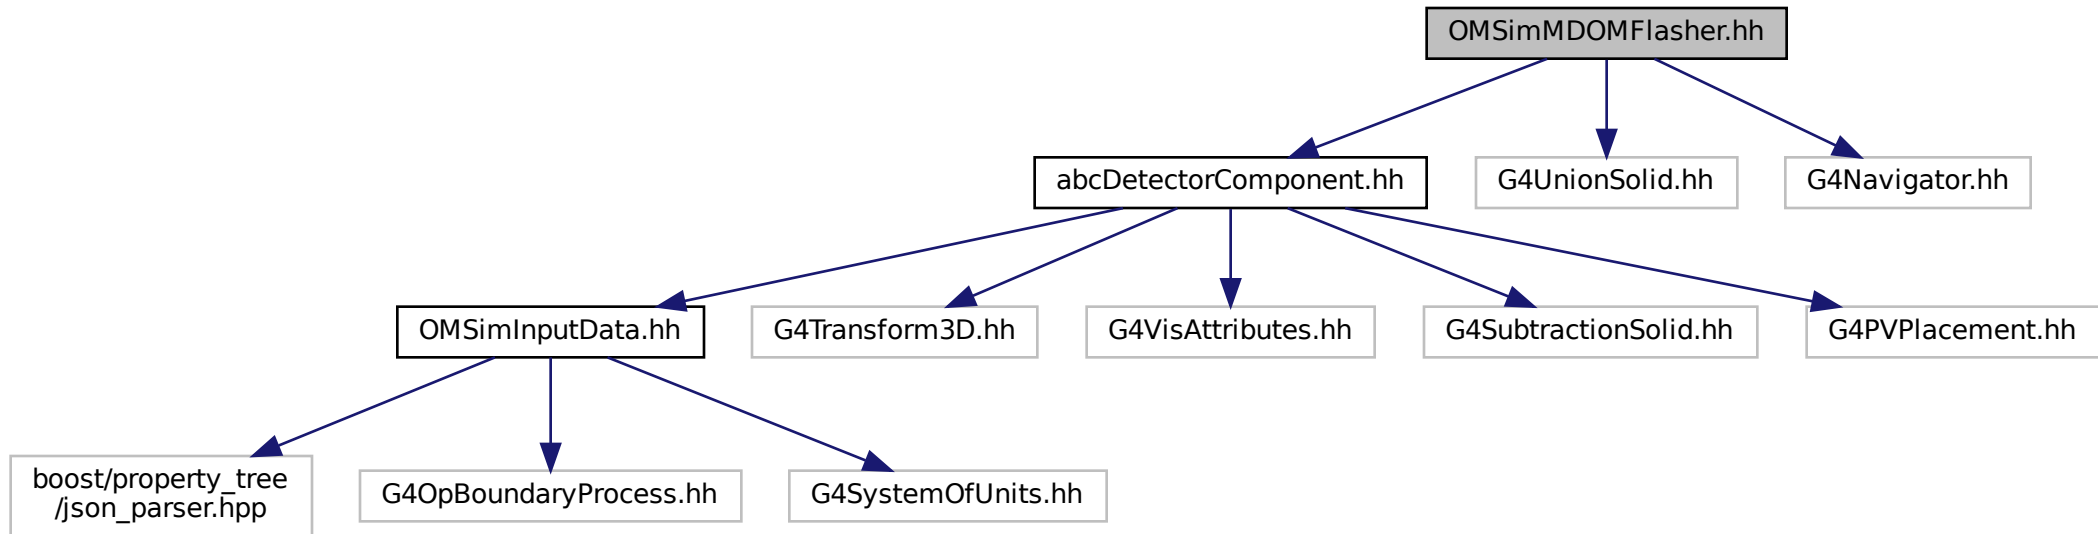 OMSimMDOMFlasher.hh
abcDetectorComponent.hh
G4UnionSolid.hh
G4Navigator.hh
OMSimInputData.hh
G4Transform3D.hh
G4VisAttributes.hh
G4SubtractionSolid.hh
G4PVPlacement.hh
boost/property_tree
/json_parser.hpp
G4OpBoundaryProcess.hh
G4SystemOfUnits.hh